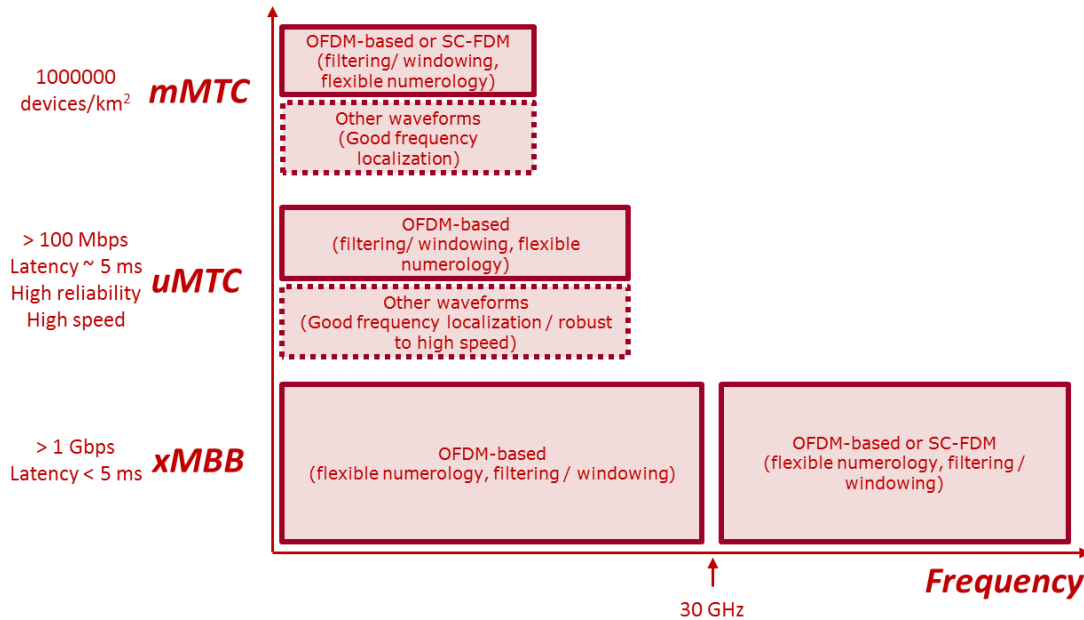 1000000
devices/km²
mMTC
OFDM-based or SC-FDM
(filtering/ windowing,
flexible numerology)
Other waveforms
(Good frequency
localization)
> 100 Mbps
Latency ~ 5 ms
High reliability
High speed
uMTC
OFDM-based
(filtering/ windowing, flexible
numerology)
Other waveforms
(Good frequency localization / robust
to high speed)
> 1 Gbps
Latency < 5 ms
xMBB
OFDM-based
(flexible numerology, filtering / windowing)
OFDM-based or SC-FDM
(flexible numerology, filtering /
windowing)
Frequency
30 GHz